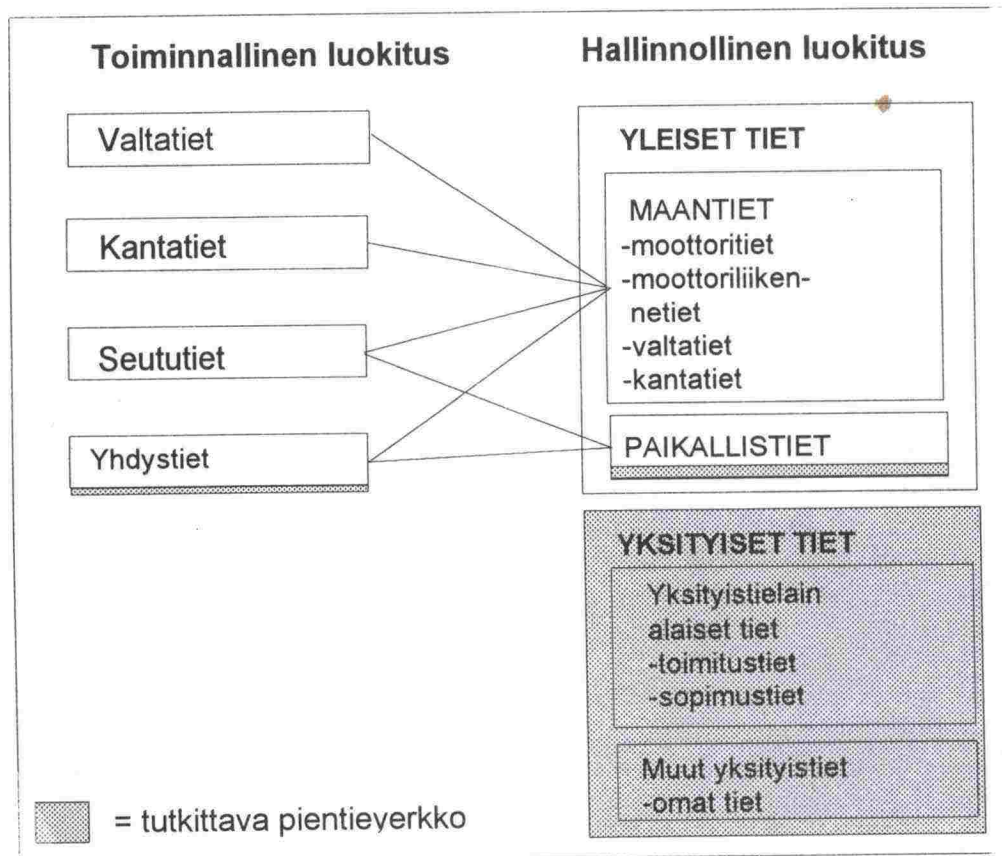 Toiminnallinen luokitus
Valtatiet
Kantatiet
Seututiet
Yhdystiet
Hallinnollinen luokitus
YLEISET TIET
MAANTIET
-moottoritiet
-moottoriliiken-
netiet
-valtatiet
-kantatiet
PAIKALLISTIET
YKSITYISET TIET
Yksityistielain
alaiset tiet
-toimitustiet
-sopimustiet
Muut yksityistiet
-omat tiet
= tutkittava pientieverkko